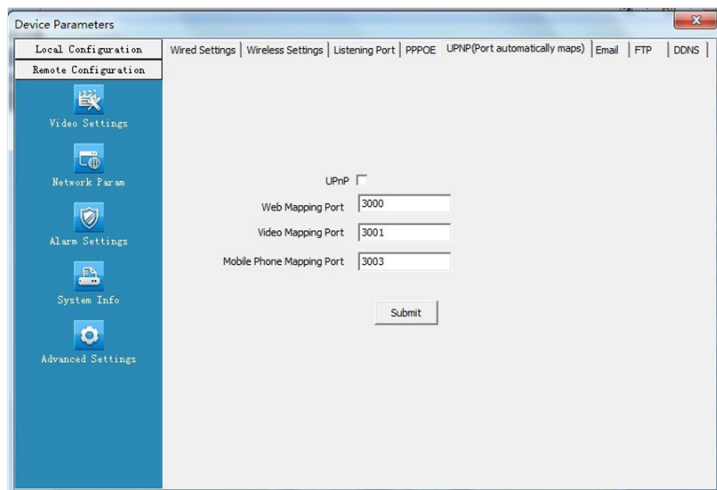 Device Parameters
Local Configuration
Remote Configuration
Wired Settings Wireless Settings Listening Port PPPOE UPNP(Port automatically maps) Email FTP DDNS
Video Settings
Network Param
Alarm Settings
System Info
Advanced Settings
UPnP
Web Mapping Port 3000
Video Mapping Port 3001
Mobile Phone Mapping Port 3003
Submit